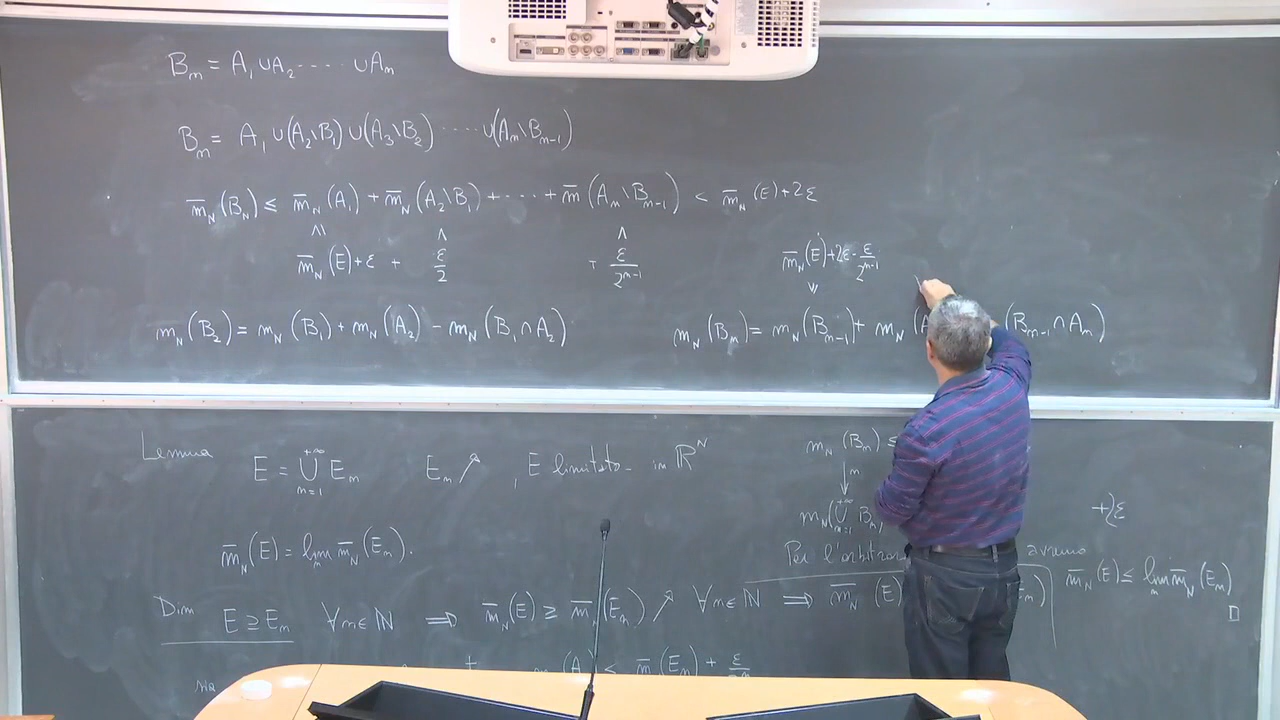 B_m = A_1 ∪ A_2 ..... ∪ A_m
B_m = A_1 ∪ (A_2 \ B_1) ∪ (A_3 \ B_2) ..... ∪ (A_m \ B_{m-1})
m̄_N (B_N) ≤ m̄_N (A_1) + m̄_N (A_2 \ B_1) + ..... + m̄ (A_m \ B_{m-1}) < m̄_N (E) + 2ε
∧ ∧ ∧
m̄_N (E) + ε + ε/2 + ε/2^{m-1}
m̄_N (E) + 2ε - ε/2^{m-1}
m_N (B_2) = m_N (B_1) + m_N (A_2) - m_N (B_1 ∩ A_2)
m_N (B_m) = m_N (B_{m-1}) + m_N (A (B_{m-1} ∩ A_m)
Lemma
E = ∪_{m=1}^{+∞} E_m E_m ↗ , E limitato in ℝ^N
m̄_N (E) = lim_m m̄_N (E_m).
Dim E ⊇ E_m ∀ m ∈ ℕ ⟹ m̄_N (E) ≥ m̄_N (E_m) ↗ ∀ m ∈ ℕ ⟹ m̄_N (E) E_m)
m_N (A < m̄ (E_m) + ε
m_N (B_m) ≤
↓ m
m_N (∪_{m=1}^{+∞} B_m) + 2ε
Per l'arbitrar avremo
m̄_N (E) ≤ lim_m m̄_N (E_m)
□